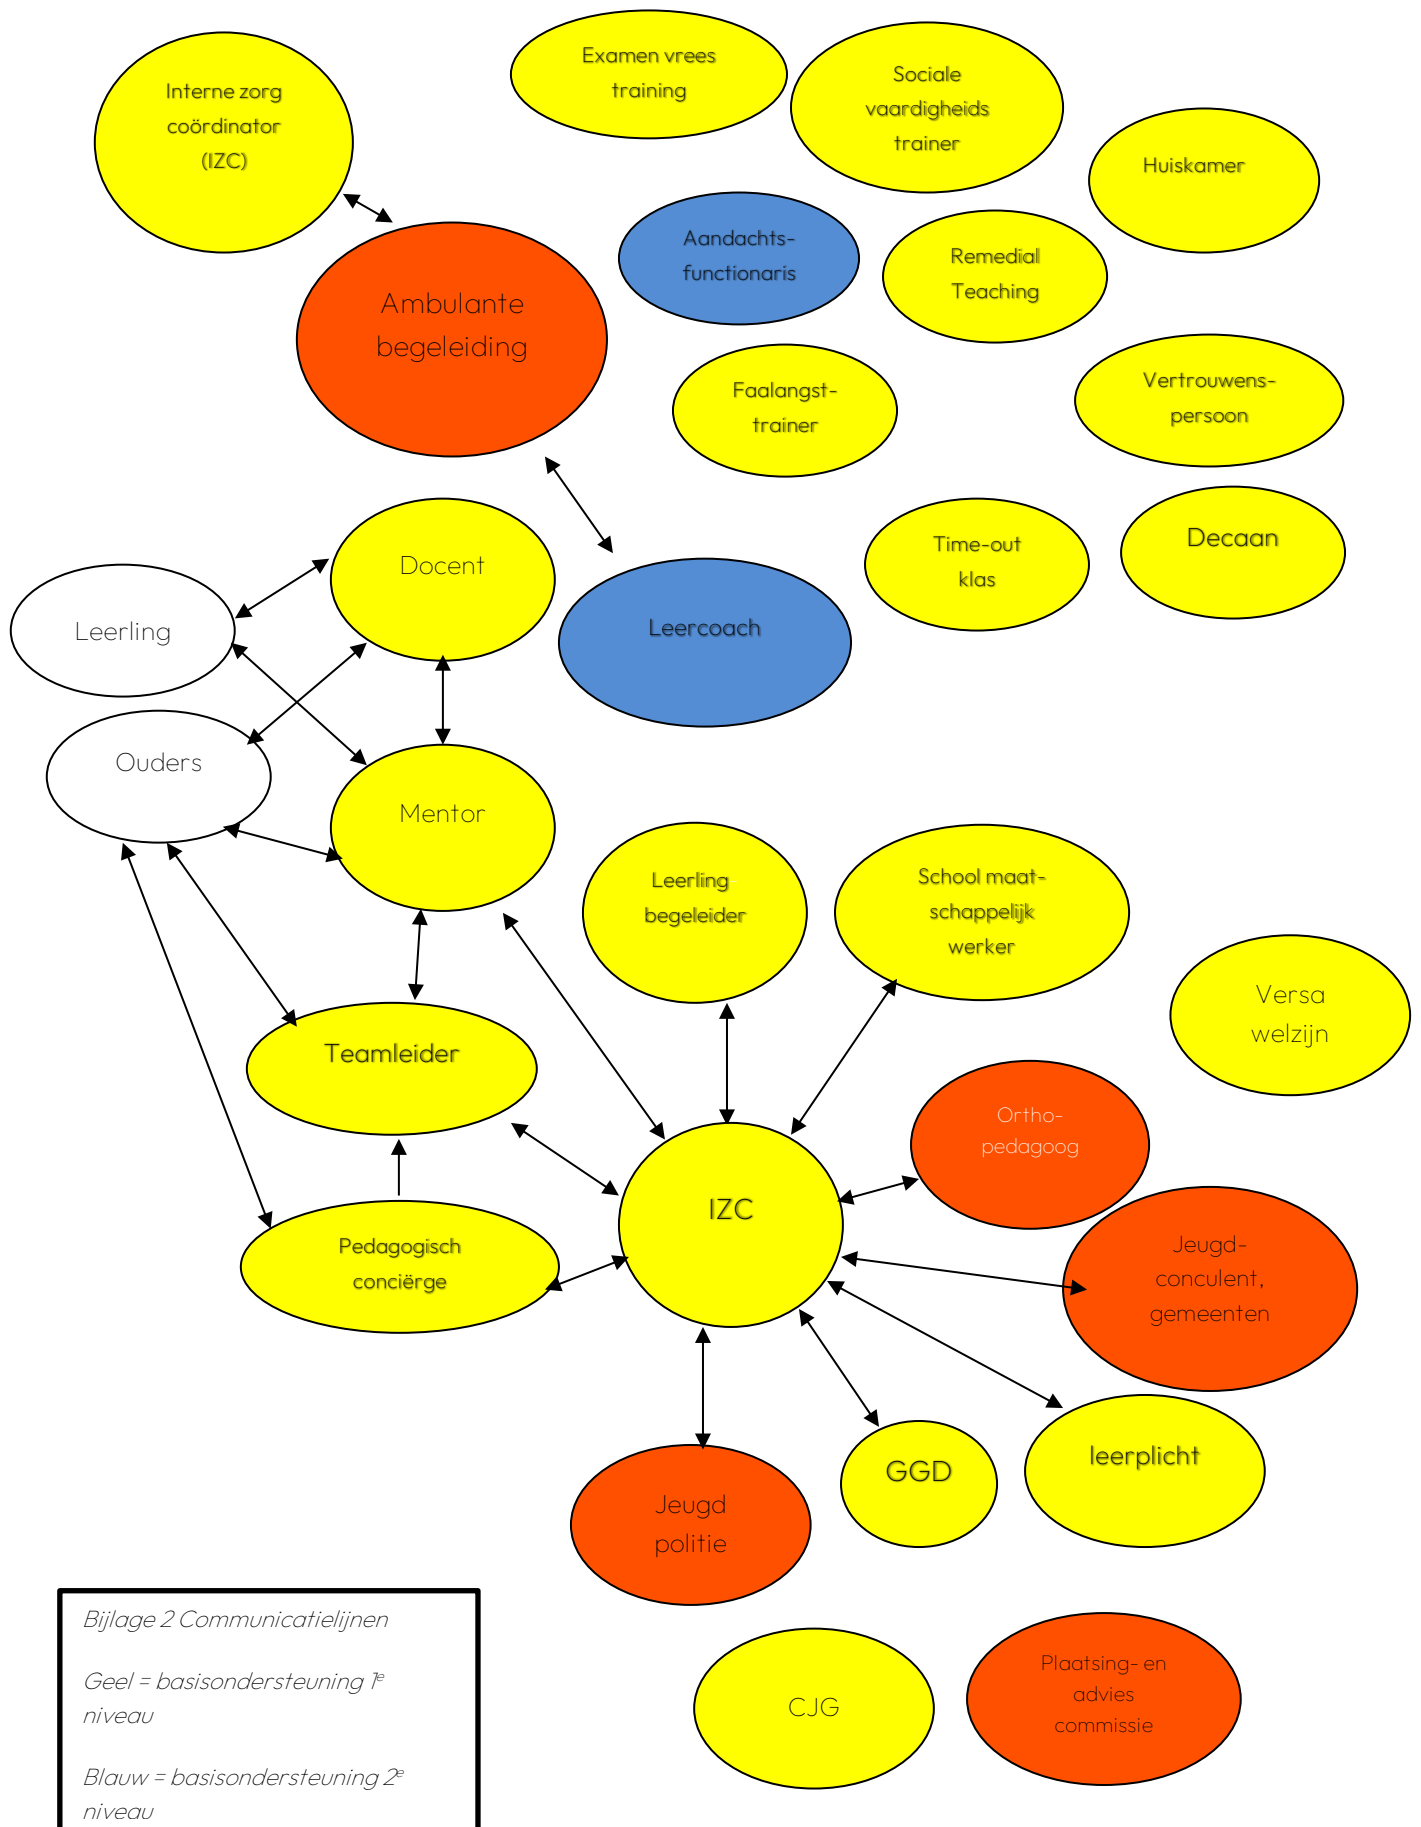 Examen vrees
training
Sociale
vaardigheids
trainer
Interne zorg
coördinator
(IZC)
Huiskamer
Aandachts-
functionaris
Remedial
Teaching
Ambulante
begeleiding
Faalangst-
trainer
Vertrouwens-
persoon
Time-out
klas
Decaan
Docent
Leerling
Leercoach
Ouders
Mentor
Leerling
begeleider
School maat-
schappelijk
werker
Versa
welzijn
Teamleider
Ortho-
pedagoog
IZC
Pedagogisch
conciërge
Jeugd-
conculent,
gemeenten
leerplicht
GGD
Jeugd
politie
Bijlage 2 Communicatielijnen
Geel = basisondersteuning 1e
niveau
Blauw = basisondersteuning 2e
niveau
CJG
Plaatsing- en
advies
commissie